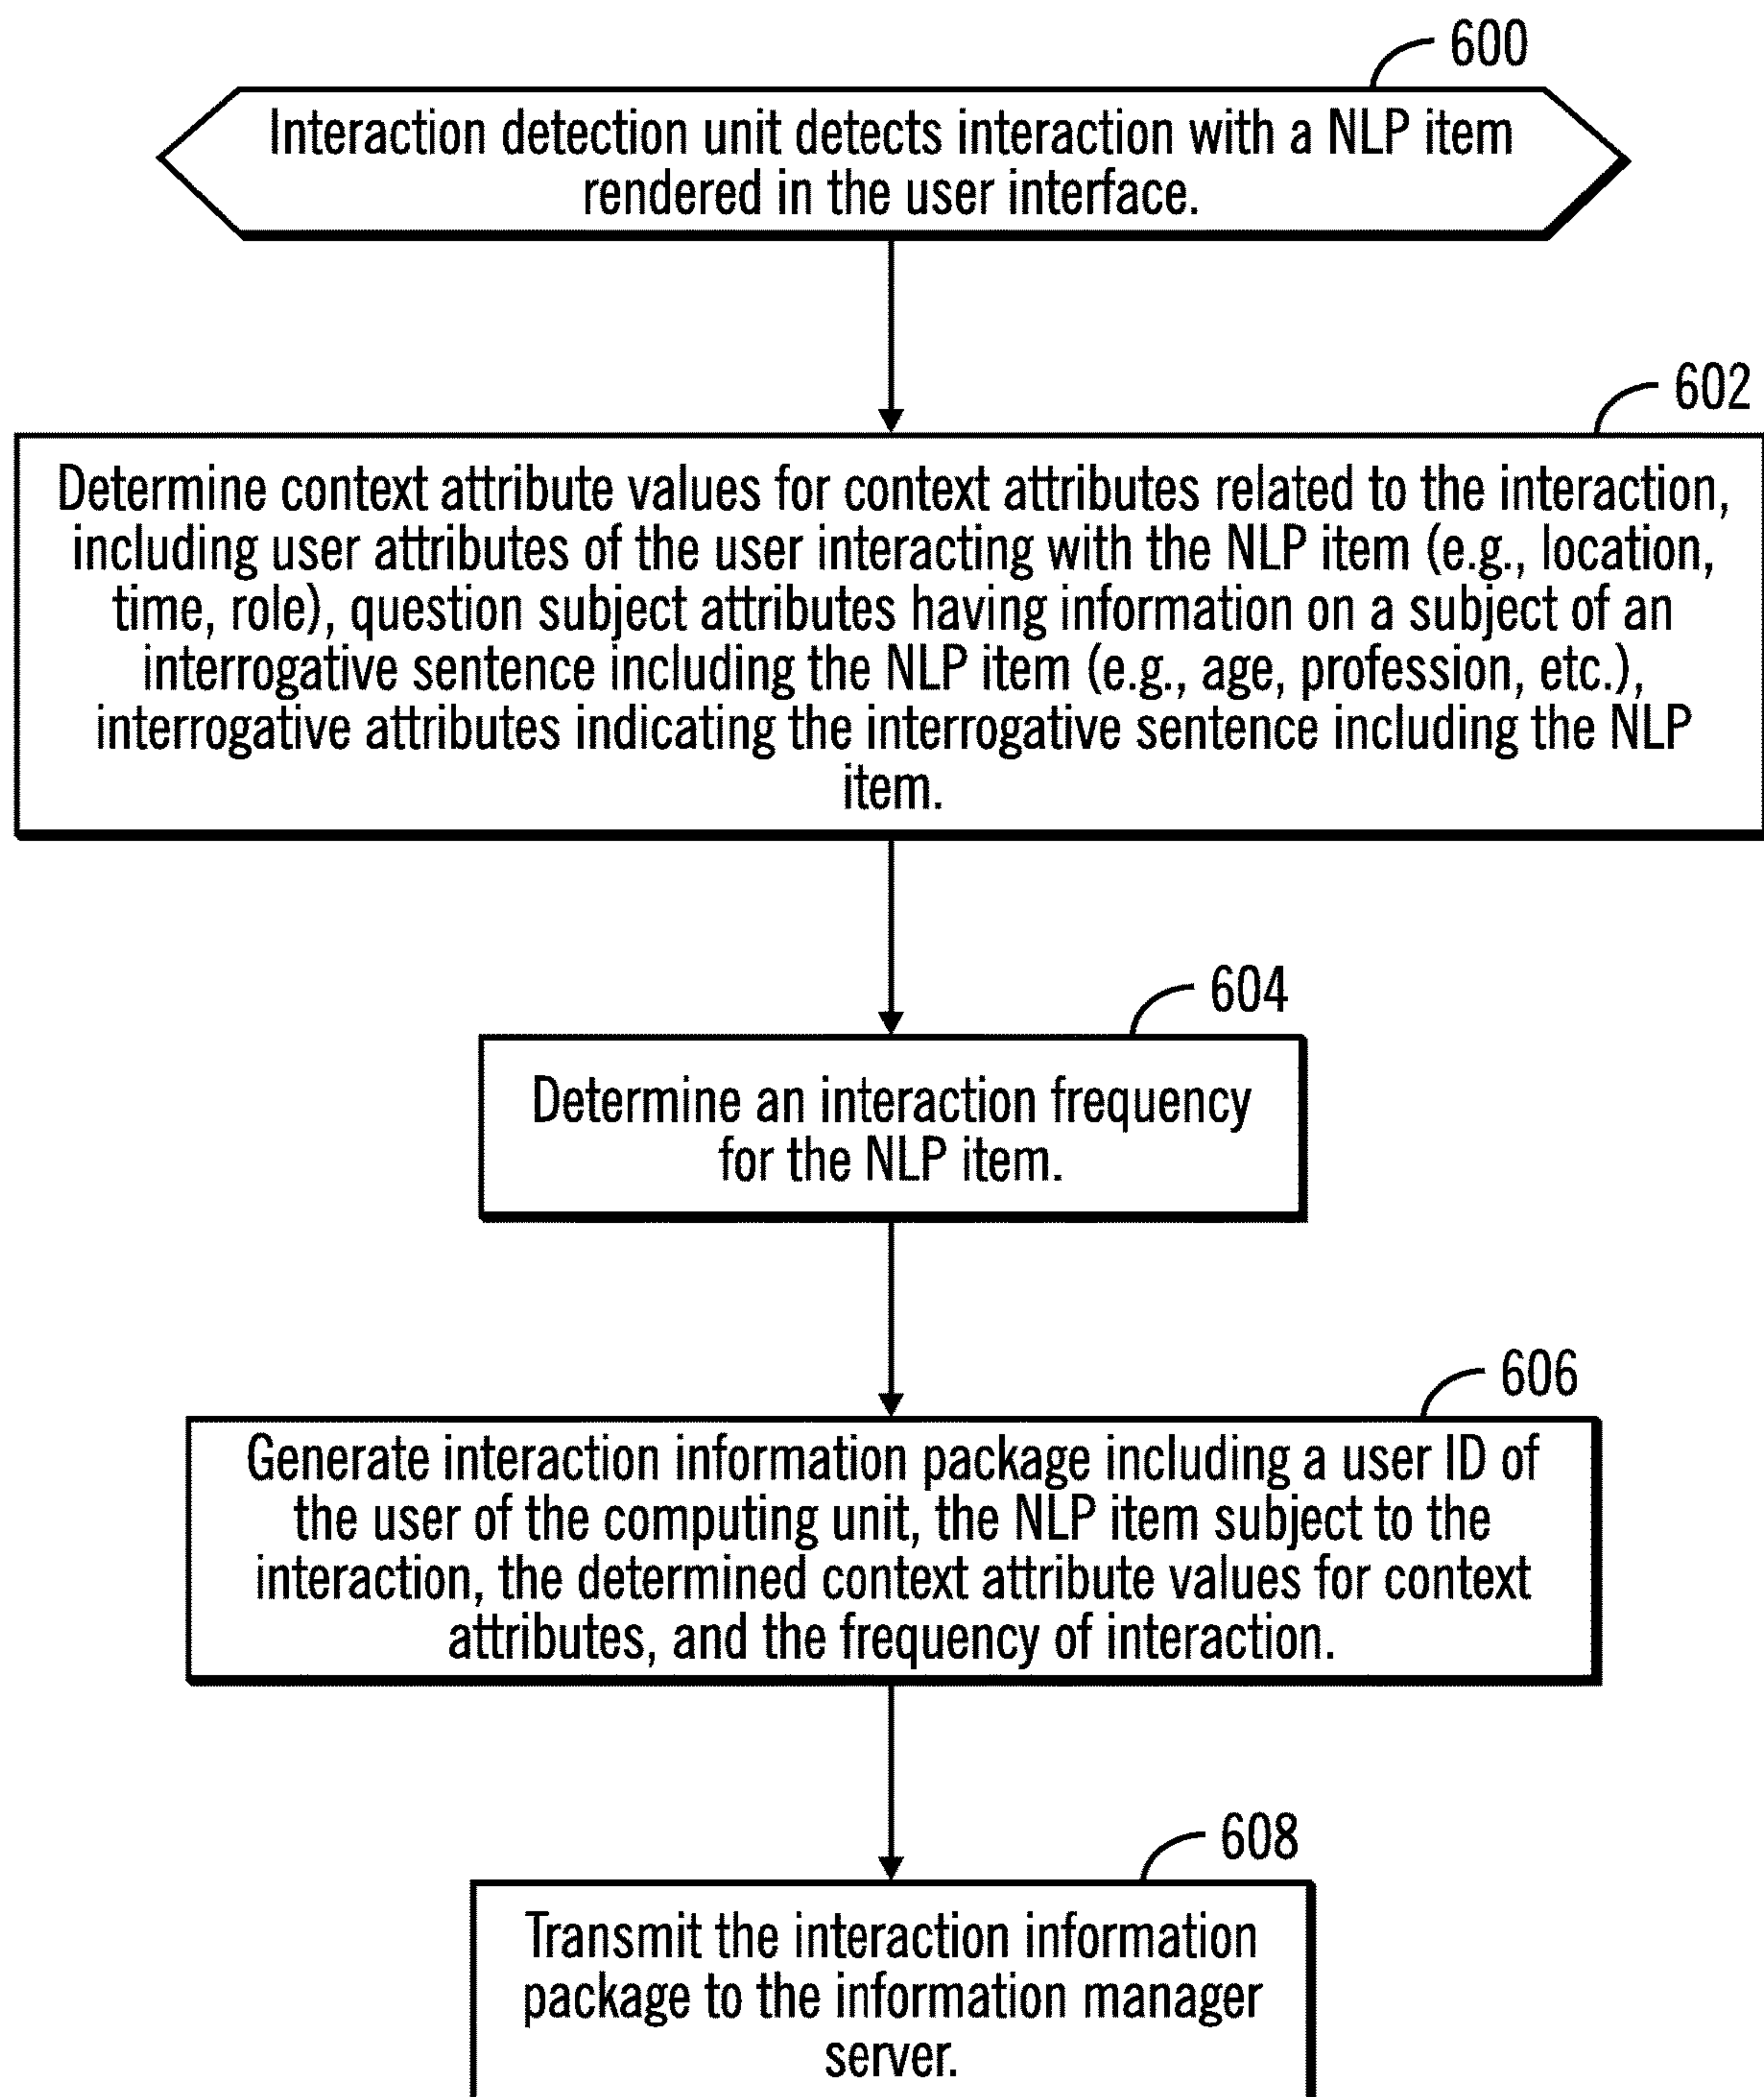 600
Interaction detection unit detects interaction with a NLP item
rendered in the user interface.
602
Determine context attribute values for context attributes related to the interaction,
including user attributes of the user interacting with the NLP item (e.g., location,
time, role), question subject attributes having information on a subject of an
interrogative sentence including the NLP item (e.g., age, profession, etc.),
interrogative attributes indicating the interrogative sentence including the NLP
item.
604
Determine an interaction frequency
for the NLP item.
606
Generate interaction information package including a user ID of
the user of the computing unit, the NLP item subject to the
interaction, the determined context attribute values for context
attributes, and the frequency of interaction.
608
Transmit the interaction information
package to the information manager
server.